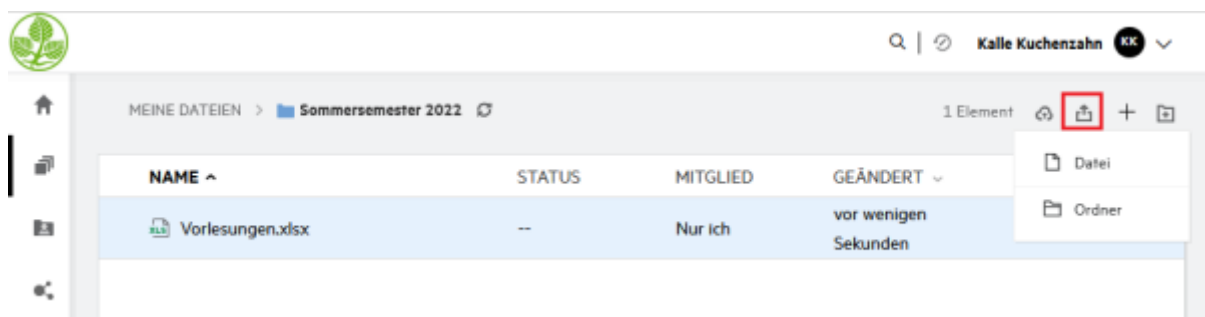 Kalle Kuchenzahn KK
MEINE DATEIEN > Sommersemester 2022
1 Element
NAME STATUS MITGLIED GEÄNDERT
Datei
Ordner
XLS Vorlesungen.xlsx -- Nur ich vor wenigen
Sekunden